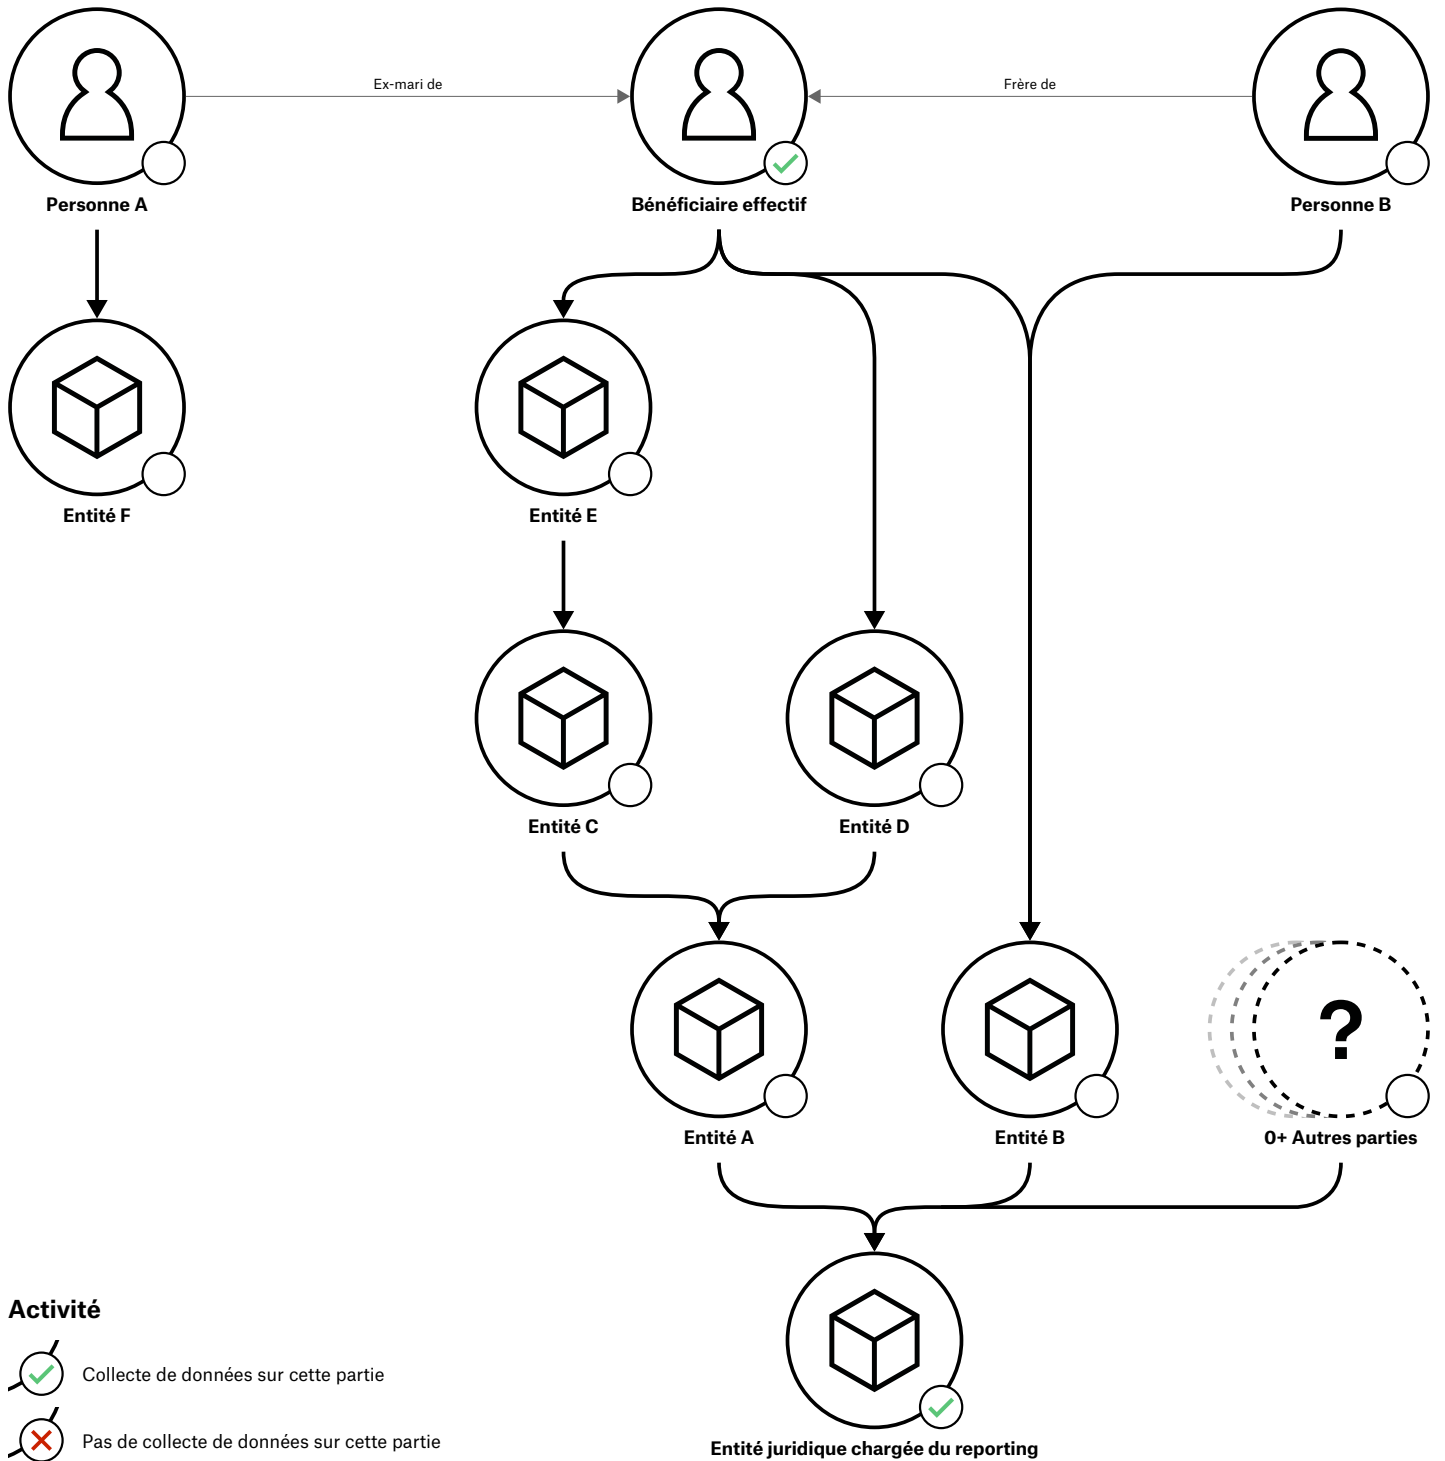 Ex-mari de
Frère de
Personne A
Bénéficiaire effectif
Personne B
Entité F
Entité E
Entité C
Entité D
?
Entité A
Entité B
0+ Autres parties
Activité
Collecte de données sur cette partie
Pas de collecte de données sur cette partie
Entité juridique chargée du reporting